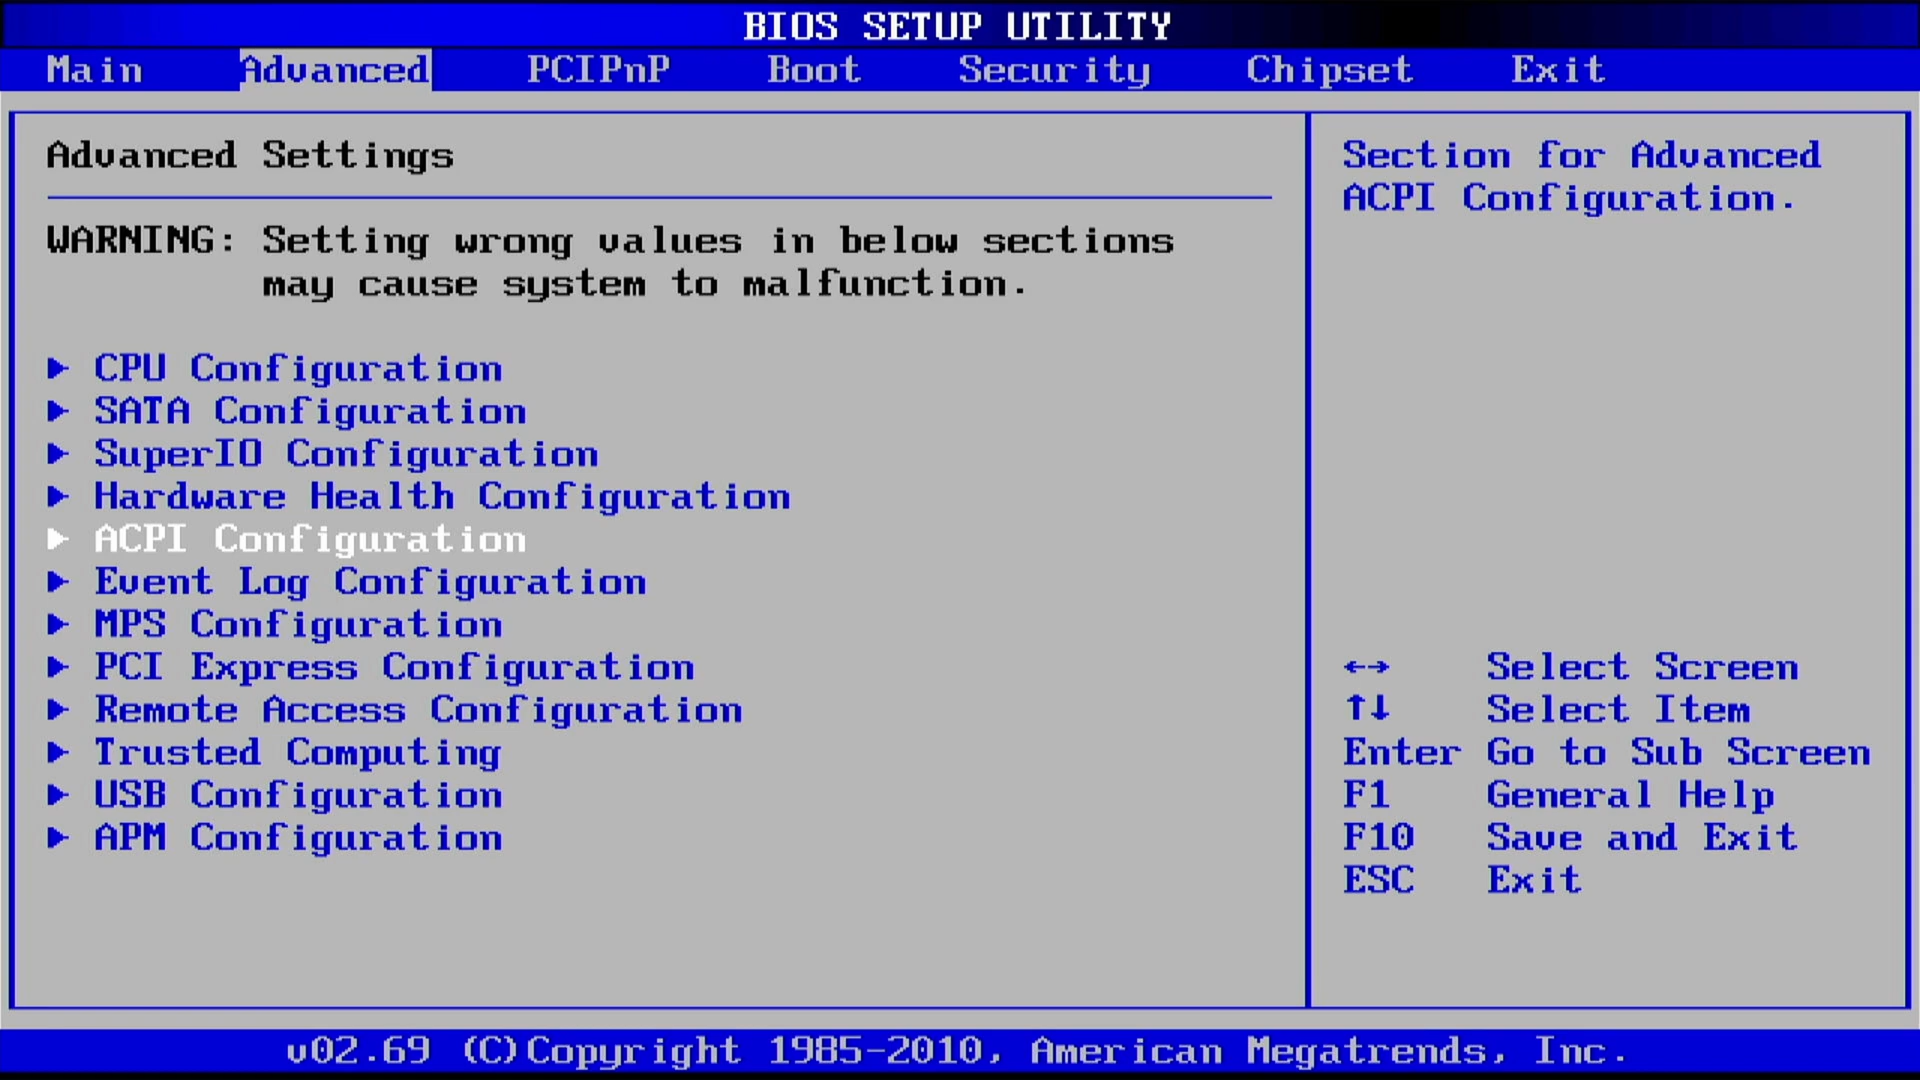 BIOS SETUP UTILITY
Main Advanced PCIPnP Boot Security Chipset Exit
Advanced Settings
WARNING: Setting wrong values in below sections
may cause system to malfunction.
► CPU Configuration
► SATA Configuration
► SuperIO Configuration
► Hardware Health Configuration
► ACPI Configuration
► Event Log Configuration
► MPS Configuration
► PCI Express Configuration
► Remote Access Configuration
► Trusted Computing
► USB Configuration
► APM Configuration
Section for Advanced
ACPI Configuration.
←→ Select Screen
↑↓ Select Item
Enter Go to Sub Screen
F1 General Help
F10 Save and Exit
ESC Exit
v02.69 (C)Copyright 1985-2010, American Megatrends, Inc.